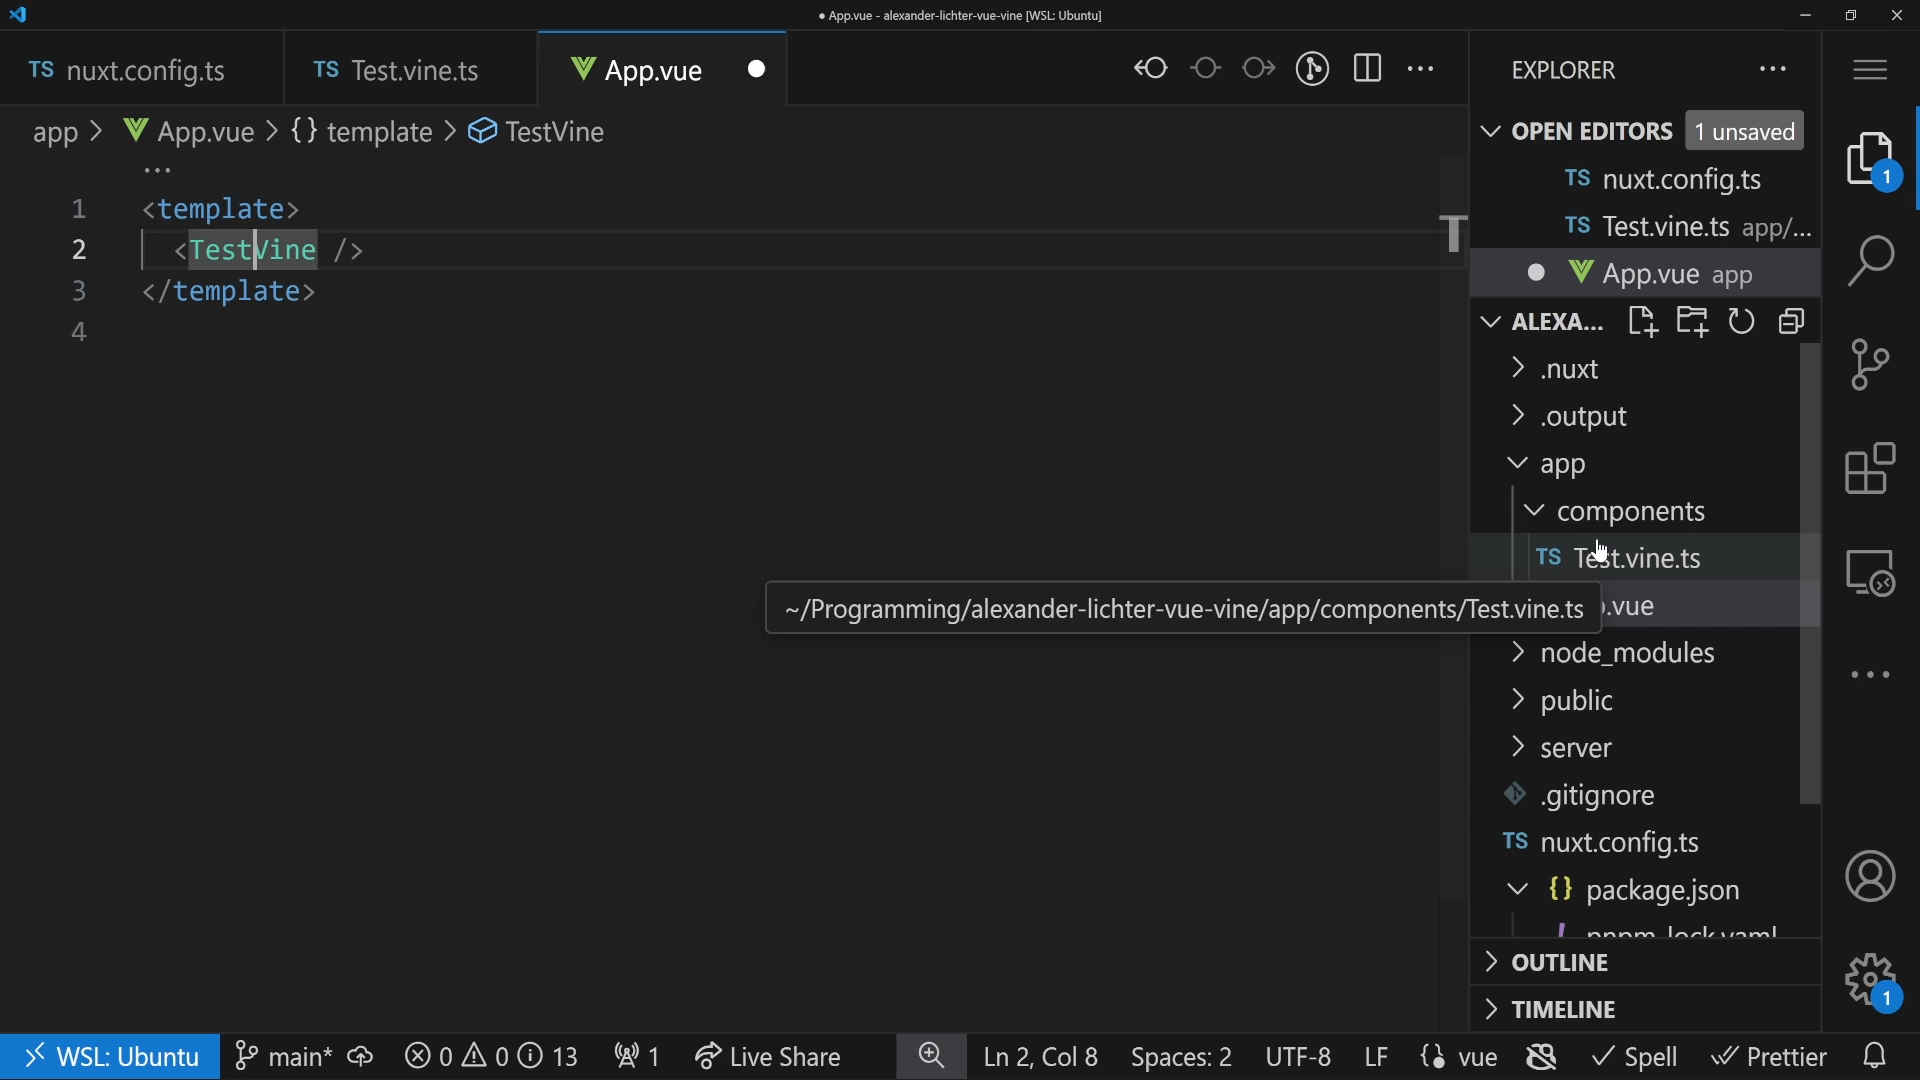 ● App.vue - alexander-lichter-vue-vine [WSL: Ubuntu]
TS nuxt.config.ts
TS Test.vine.ts
App.vue
app > App.vue > {} template > TestVine
1 <template>
2 <TestVine />
3 </template>
4
EXPLORER
OPEN EDITORS 1 unsaved
TS nuxt.config.ts
TS Test.vine.ts app/...
App.vue app
ALEXA...
.nuxt
.output
app
components
TS Test.vine.ts
~/Programming/alexander-lichter-vue-vine/app/components/Test.vine.ts
.vue
node_modules
public
server
.gitignore
TS nuxt.config.ts
{} package.json
OUTLINE
TIMELINE
1
1
WSL: Ubuntu main* 0 0 13 1 Live Share Ln 2, Col 8 Spaces: 2 UTF-8 LF vue Spell Prettier